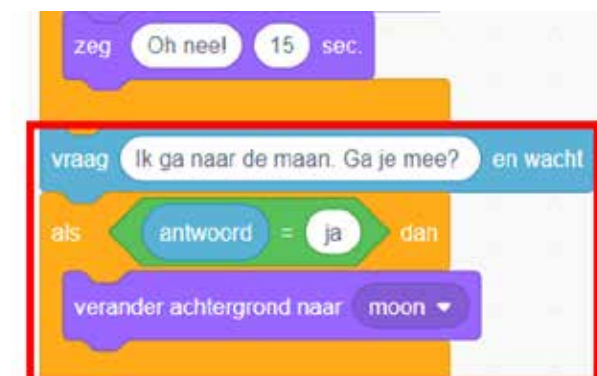 zeg Oh nee! 15 sec.
vraag Ik ga naar de maan. Ga je mee? en wacht
als antwoord = ja dan
verander achtergrond naar moon